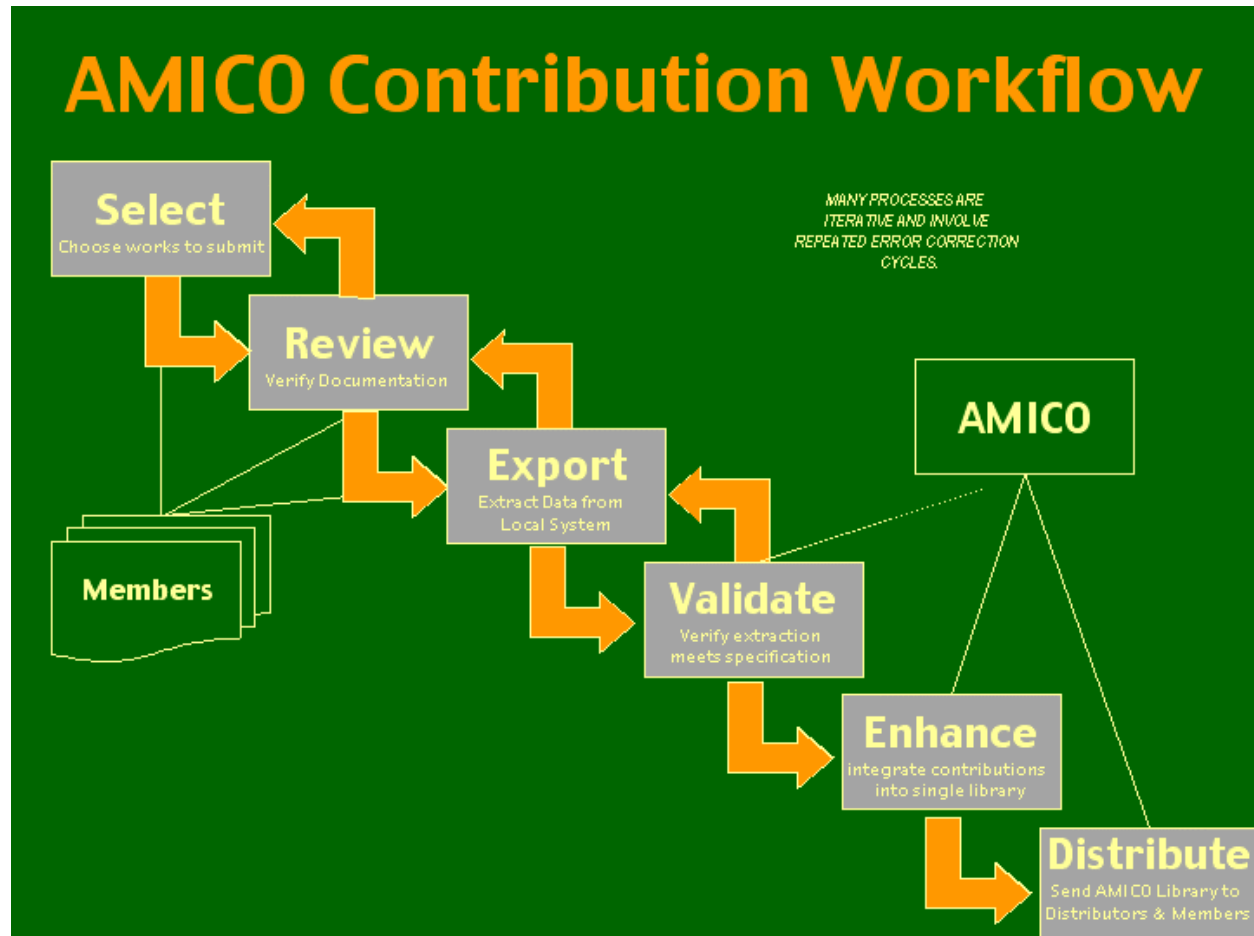 AMICO Contribution Workflow
Select
Choose works to submit
MANY PROCESSES ARE
ITERATIVE AND INVOLVE
REPEATED ERROR CORRECTION
CYCLES.
Review
Verify Documentation
AMICO
Export
Extract Data from
Local System
Members
Validate
Verify extraction
meets specification
Enhance
integrate contributions
into single library
Distribute
Send AMICO Library to
Distributors & Members